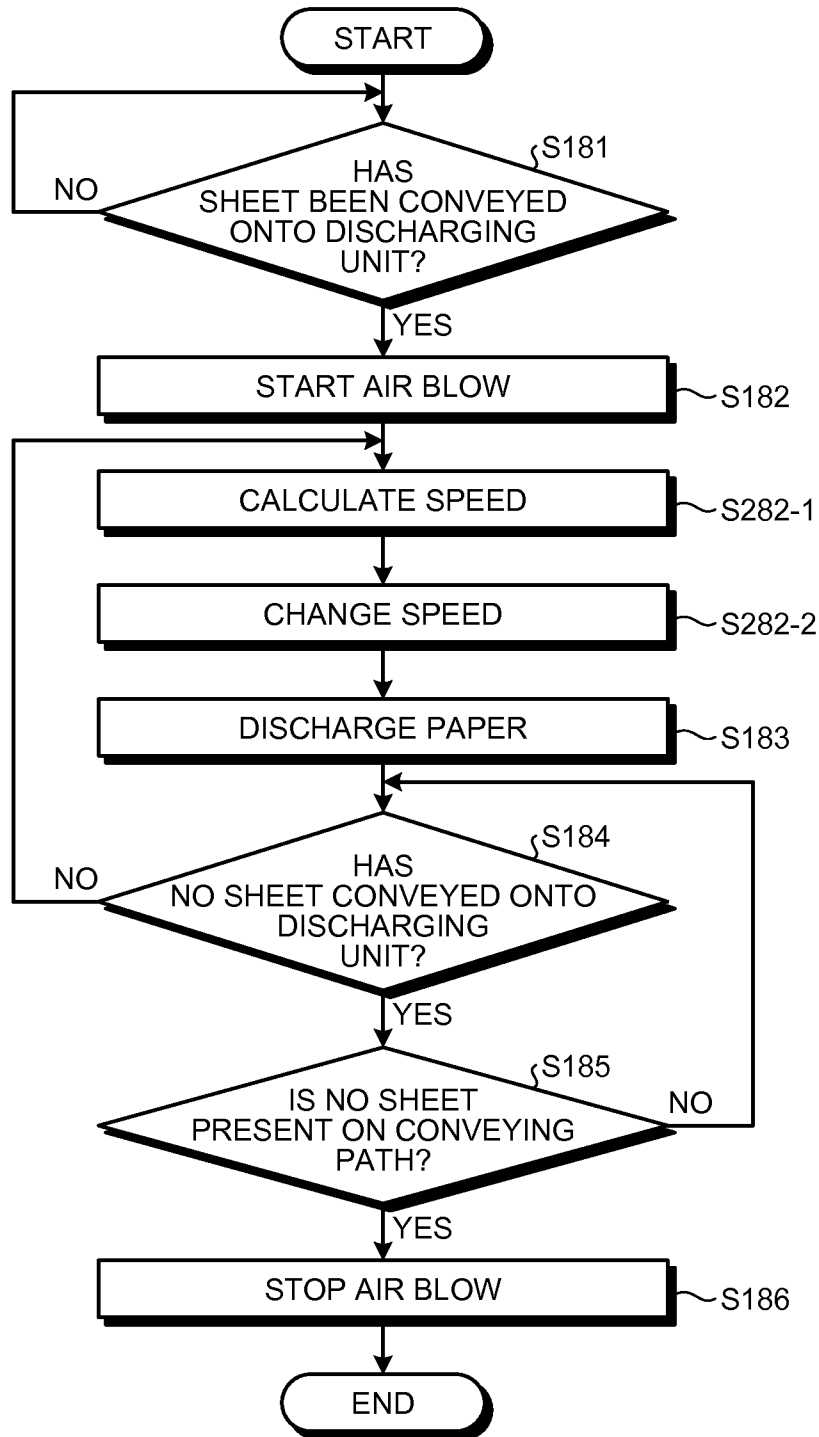 START
S181
HAS
SHEET BEEN CONVEYED
ONTO DISCHARGING
UNIT?
NO
YES
START AIR BLOW
S182
CALCULATE SPEED
S282-1
CHANGE SPEED
S282-2
DISCHARGE PAPER
S183
S184
HAS
NO SHEET CONVEYED ONTO
DISCHARGING
UNIT?
NO
YES
S185
IS NO SHEET
PRESENT ON CONVEYING
PATH?
NO
YES
STOP AIR BLOW
S186
END